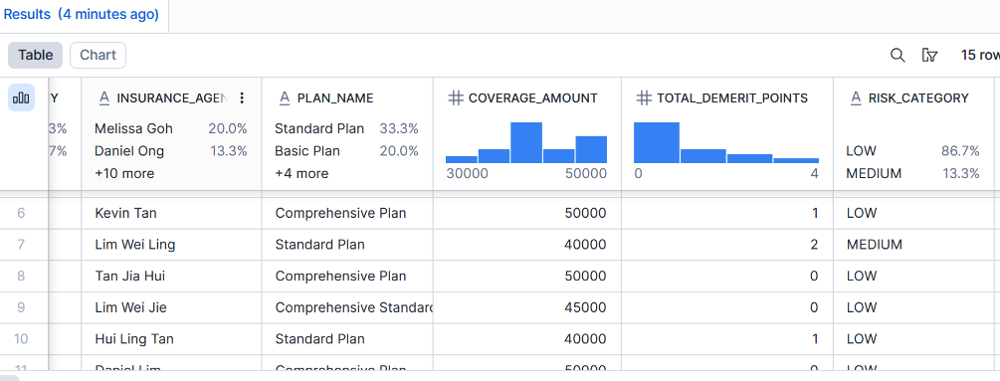 Results (4 minutes ago)
Table Chart 15 row
Y A INSURANCE_AGEN A PLAN_NAME # COVERAGE_AMOUNT # TOTAL_DEMERIT_POINTS A RISK_CATEGORY
3% Melissa Goh 20.0% Standard Plan 33.3%
7% Daniel Ong 13.3% Basic Plan 20.0% LOW 86.7%
+10 more +4 more 30000 50000 0 4 MEDIUM 13.3%
6 Kevin Tan Comprehensive Plan 50000 1 LOW
7 Lim Wei Ling Standard Plan 40000 2 MEDIUM
8 Tan Jia Hui Comprehensive Plan 50000 0 LOW
9 Lim Wei Jie Comprehensive Standard 45000 0 LOW
10 Hui Ling Tan Standard Plan 40000 1 LOW
11 Daniel Lim Comprehensive Plan 50000 0 LOW